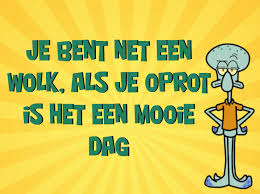 JE BENT NET EEN
WOLK, ALS JE OPROT
IS HET EEN MOOIE
DAG